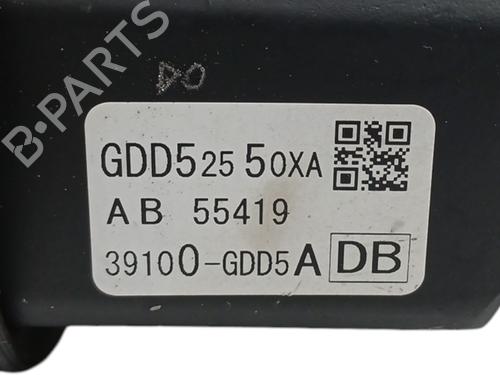 B-PARTS
DO
GDD525 50XA
AB 55419
39100-GDD5A DB